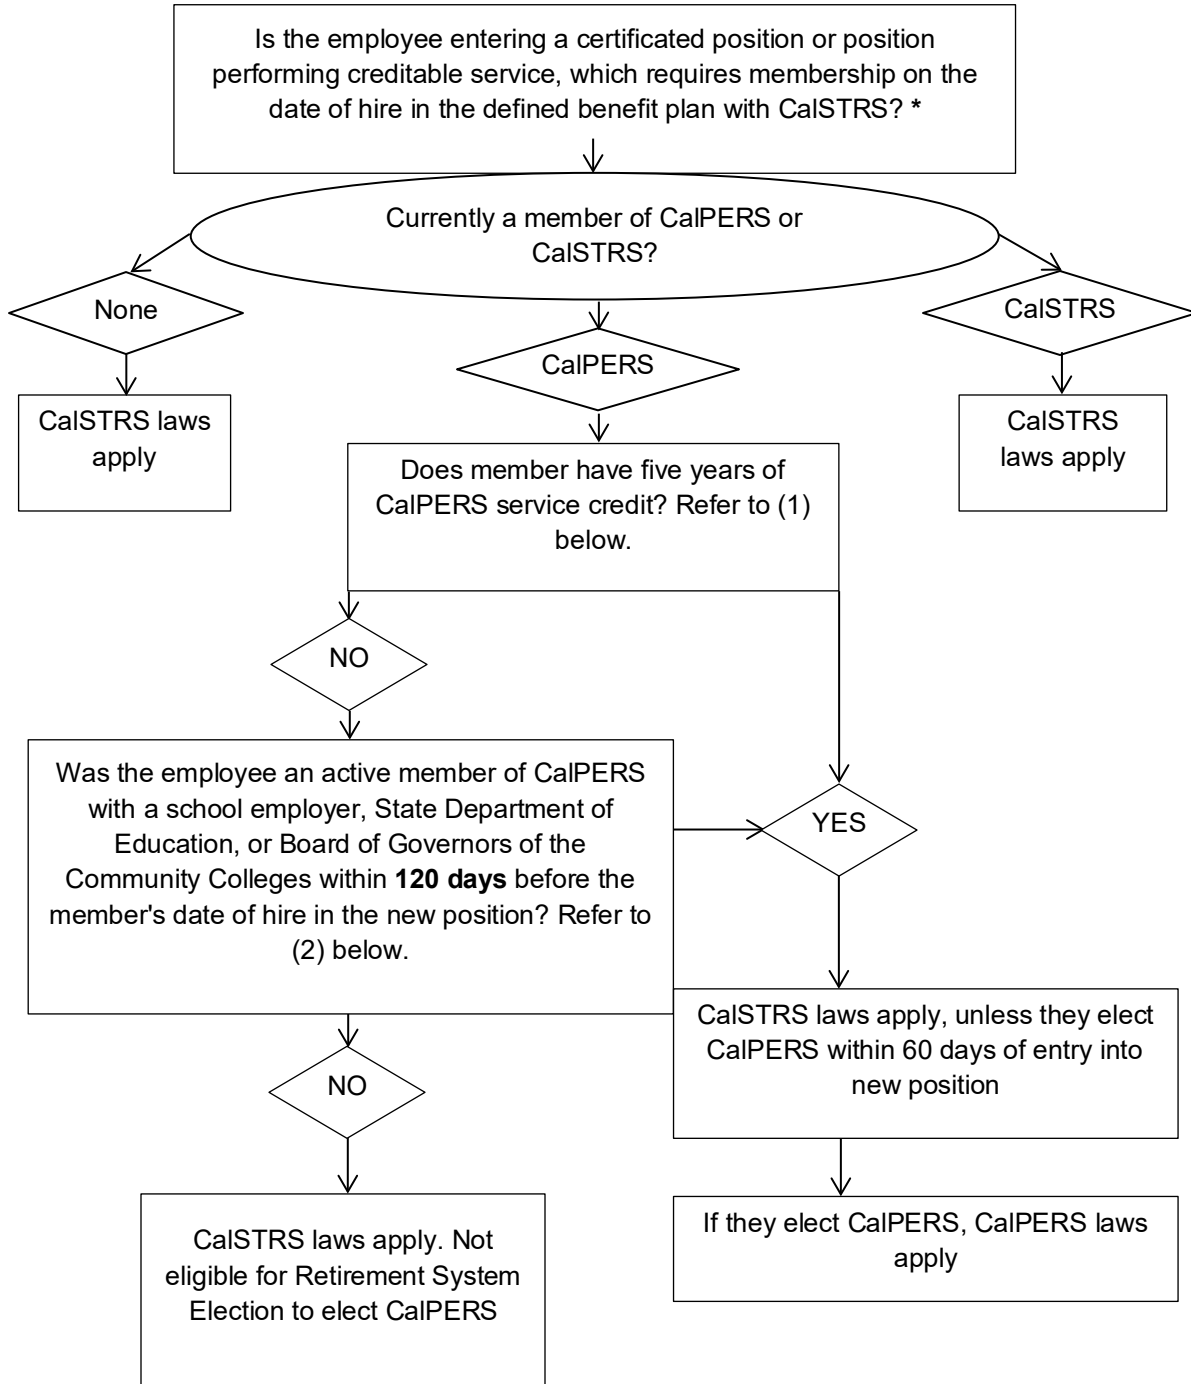 Is the employee entering a certificated position or position
performing creditable service, which requires membership on the
date of hire in the defined benefit plan with CalSTRS? *
Currently a member of CalPERS or
CalSTRS?
None
CalSTRS
CalPERS
CalSTRS laws
apply
CalSTRS
laws apply
Does member have five years of
CalPERS service credit? Refer to (1)
below.
NO
Was the employee an active member of CalPERS
with a school employer, State Department of
Education, or Board of Governors of the
Community Colleges within 120 days before the
member's date of hire in the new position? Refer to
(2) below.
YES
CalSTRS laws apply, unless they elect
CalPERS within 60 days of entry into
new position
NO
If they elect CalPERS, CalPERS laws
apply
CalSTRS laws apply. Not
eligible for Retirement System
Election to elect CalPERS